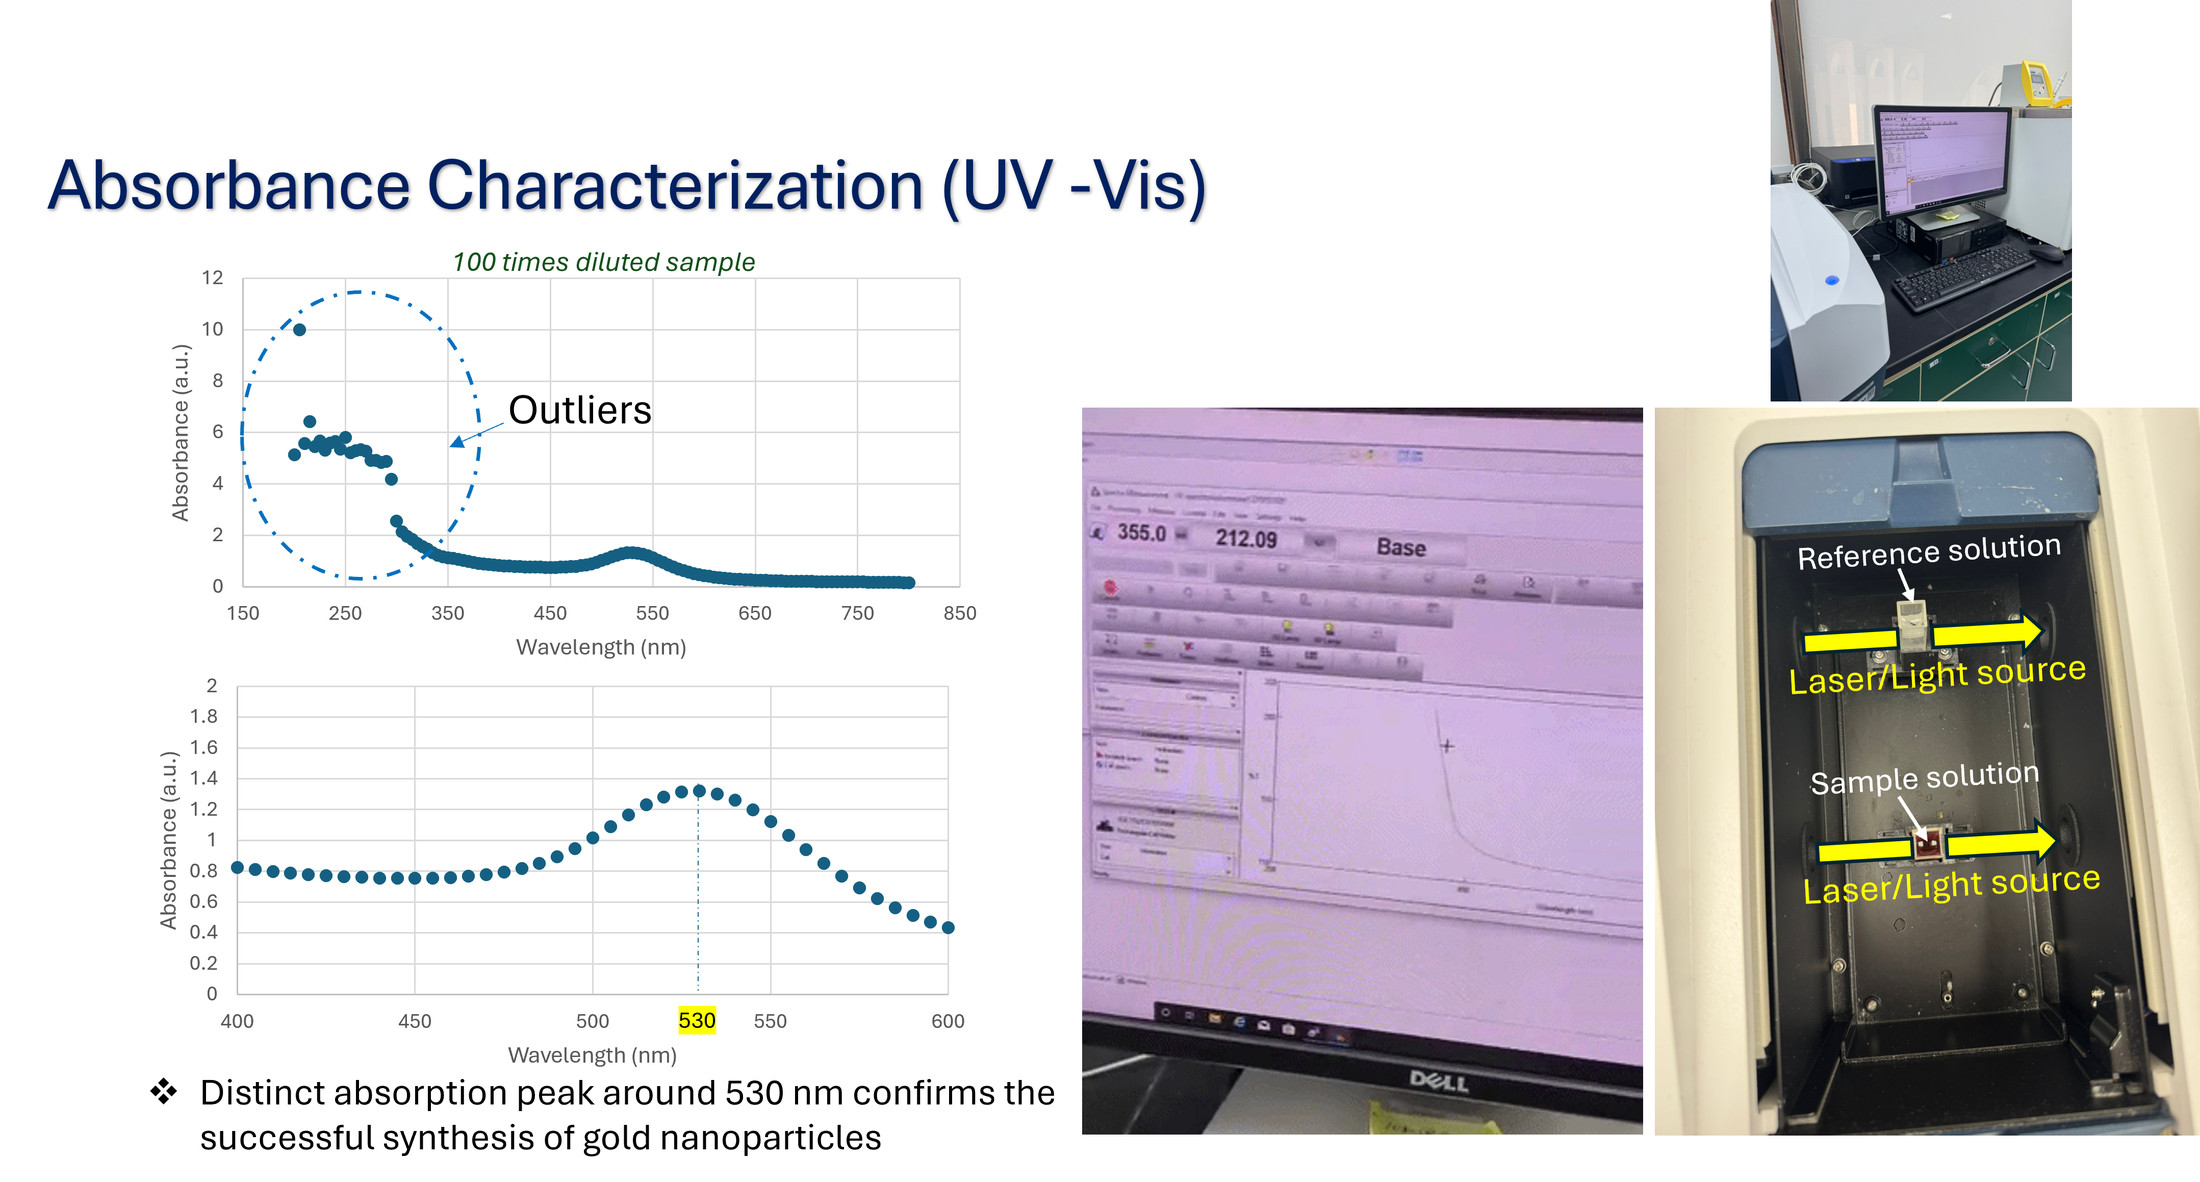 Absorbance Characterization (UV -Vis)
100 times diluted sample
12
10
8
6
4
2
0
Absorbance (a.u.)
Outliers
150 250 350 450 550 650 750 850
Wavelength (nm)
2
1.8
1.6
1.4
1.2
1
0.8
0.6
0.4
0.2
0
Absorbance (a.u.)
400 450 500 530 550 600
Wavelength (nm)
❖ Distinct absorption peak around 530 nm confirms the
successful synthesis of gold nanoparticles
355.0 212.09 Base
DELL
Reference solution
Laser/Light source
Sample solution
Laser/Light source